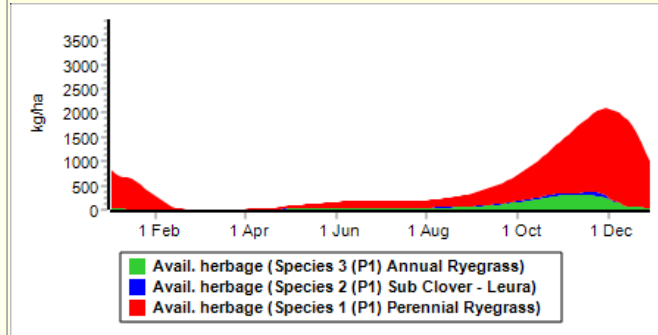 3500
3000
2500
2000
1500
1000
500
0
kg/ha
1 Feb 1 Apr 1 Jun 1 Aug 1 Oct 1 Dec
Avail. herbage (Species 3 (P1) Annual Ryegrass)
Avail. herbage (Species 2 (P1) Sub Clover - Leura)
Avail. herbage (Species 1 (P1) Perennial Ryegrass)